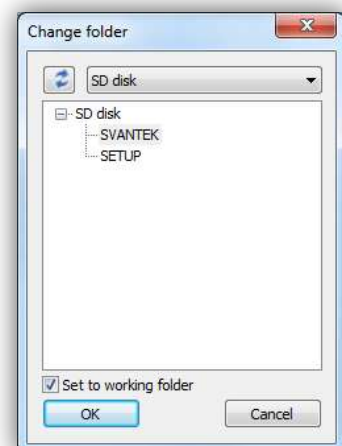 Change folder
SD disk
SD disk
SVANTEK
SETUP
Set to working folder
OK
Cancel